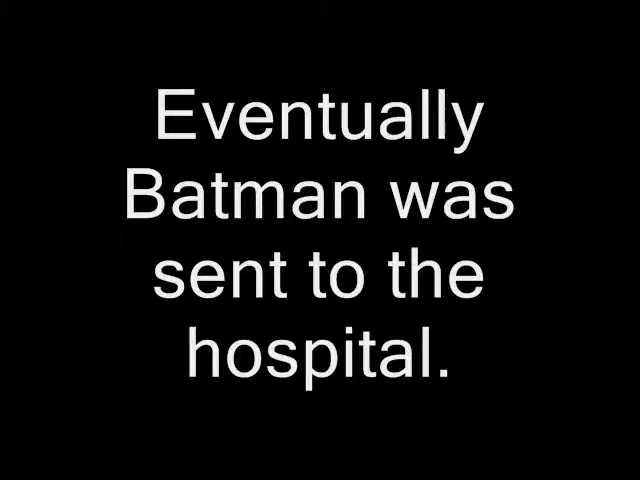 Eventually
Batman was
sent to the
hospital.